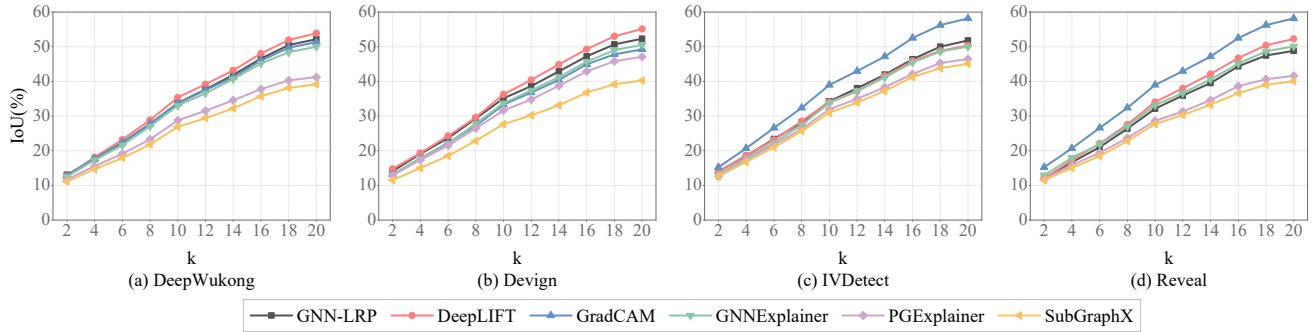 IoU(%)
60
50
40
30
20
10
0
2 4 6 8 10 12 14 16 18 20
k
(a) DeepWukong
60
50
40
30
20
10
0
2 4 6 8 10 12 14 16 18 20
k
(b) Devign
60
50
40
30
20
10
0
2 4 6 8 10 12 14 16 18 20
k
(c) IVDetect
60
50
40
30
20
10
0
2 4 6 8 10 12 14 16 18 20
k
(d) Reveal
GNN-LRP DeepLIFT GradCAM GNNExplainer PGExplainer SubGraphX